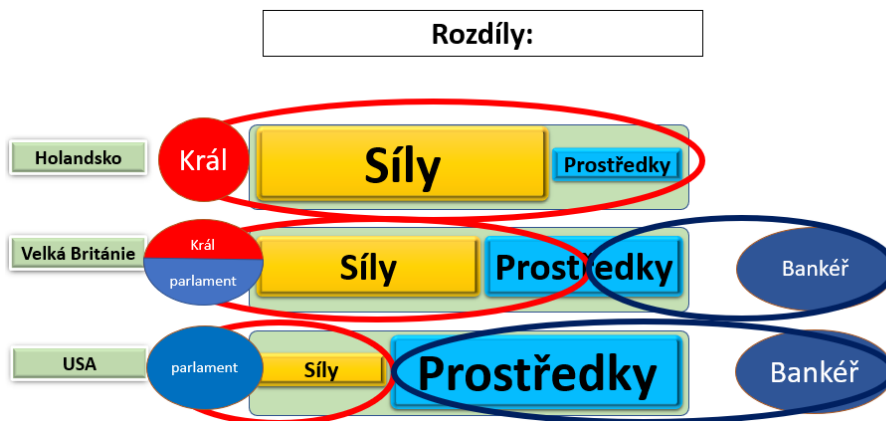 Rozdíly:
Holandsko
Král
Síly
Prostředky
Velká Británie
Král
parlament
Síly
Prostředky
Bankéř
USA
parlament
Síly
Prostředky
Bankéř